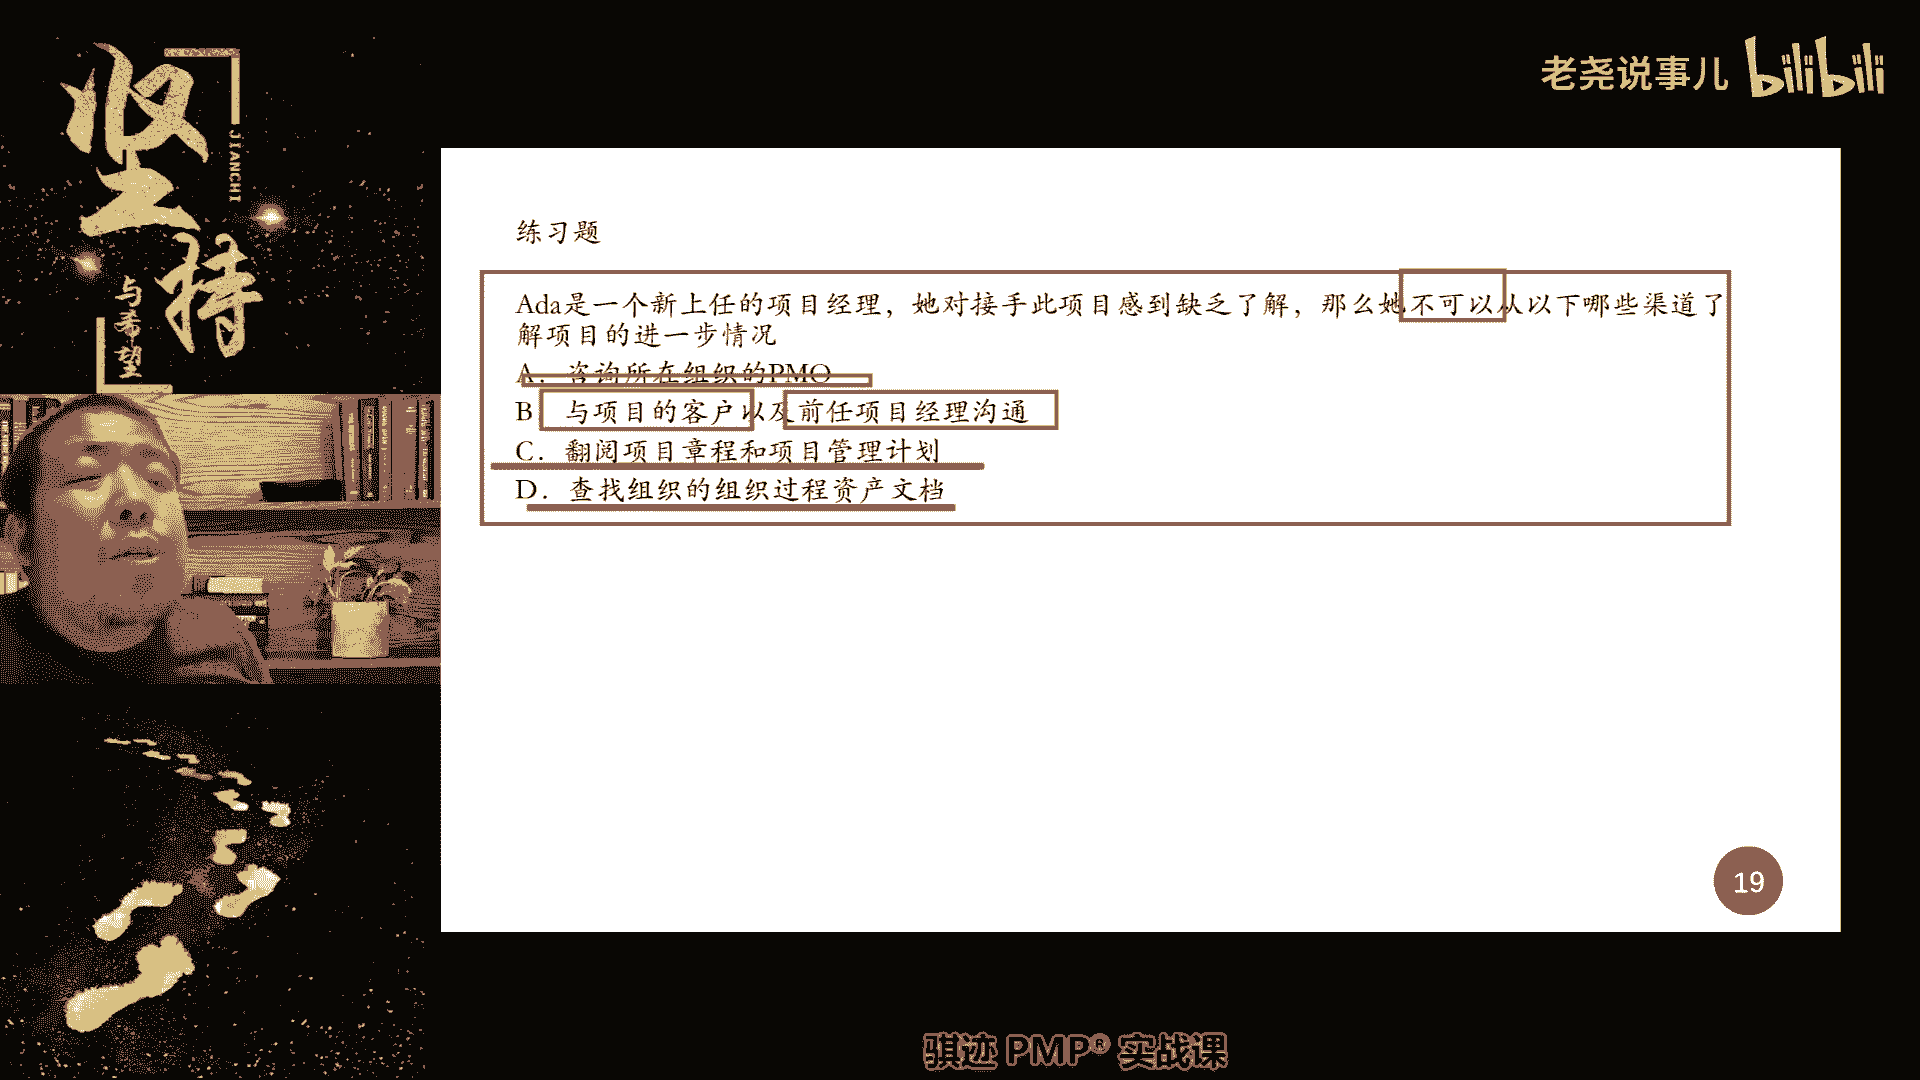 坚持
JIANCHI
与希望
老尧说事儿 bilibili
练习题
Ada是一个新上任的项目经理，她对接手此项目感到缺乏了解，那么她不可以从以下哪些渠道了
解项目的进一步情况
A．咨询所在组织的PMO
B 与项目的客户以及前任项目经理沟通
C．翻阅项目章程和项目管理计划
D．查找组织的组织过程资产文档
19
骐迹 PMP® 实战课